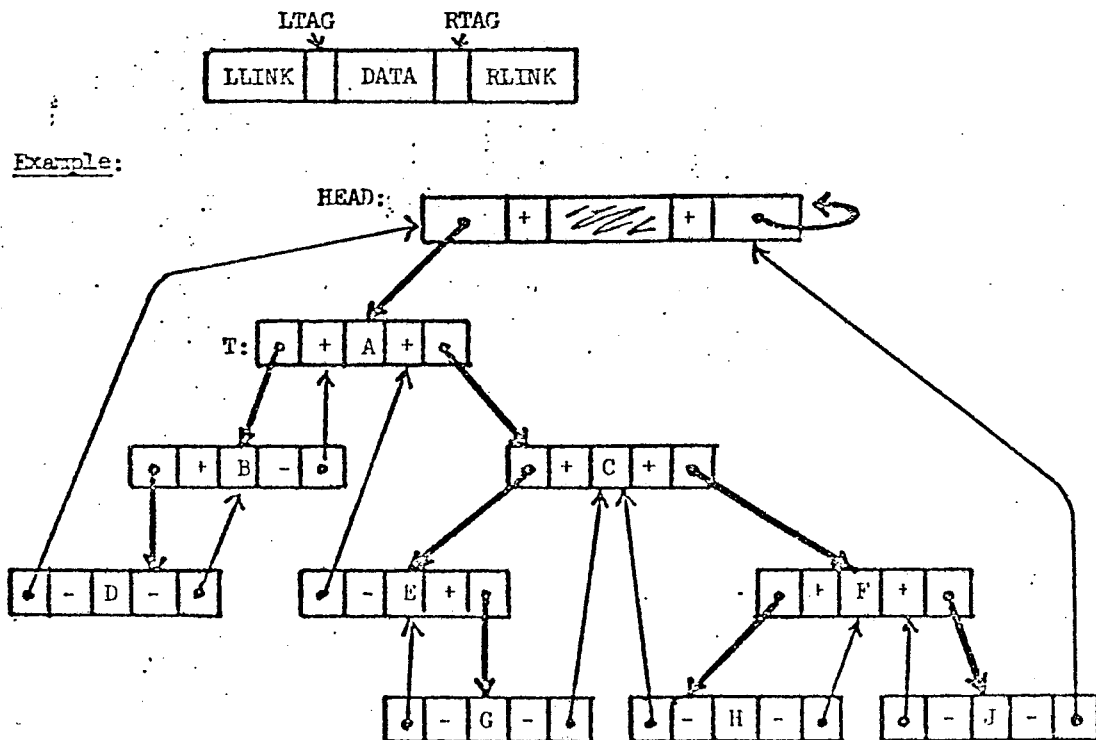 LTAG RTAG
LLINK DATA RLINK
Example:
HEAD: + +
T: + A +
+ B - + C +
- D - - E + + F +
- G - - H - - J -